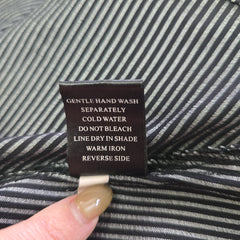 GENTLE HAND WASH
SEPARATELY
COLD WATER
DO NOT BLEACH
LINE DRY IN SHADE
WARM IRON
REVERSE SIDE